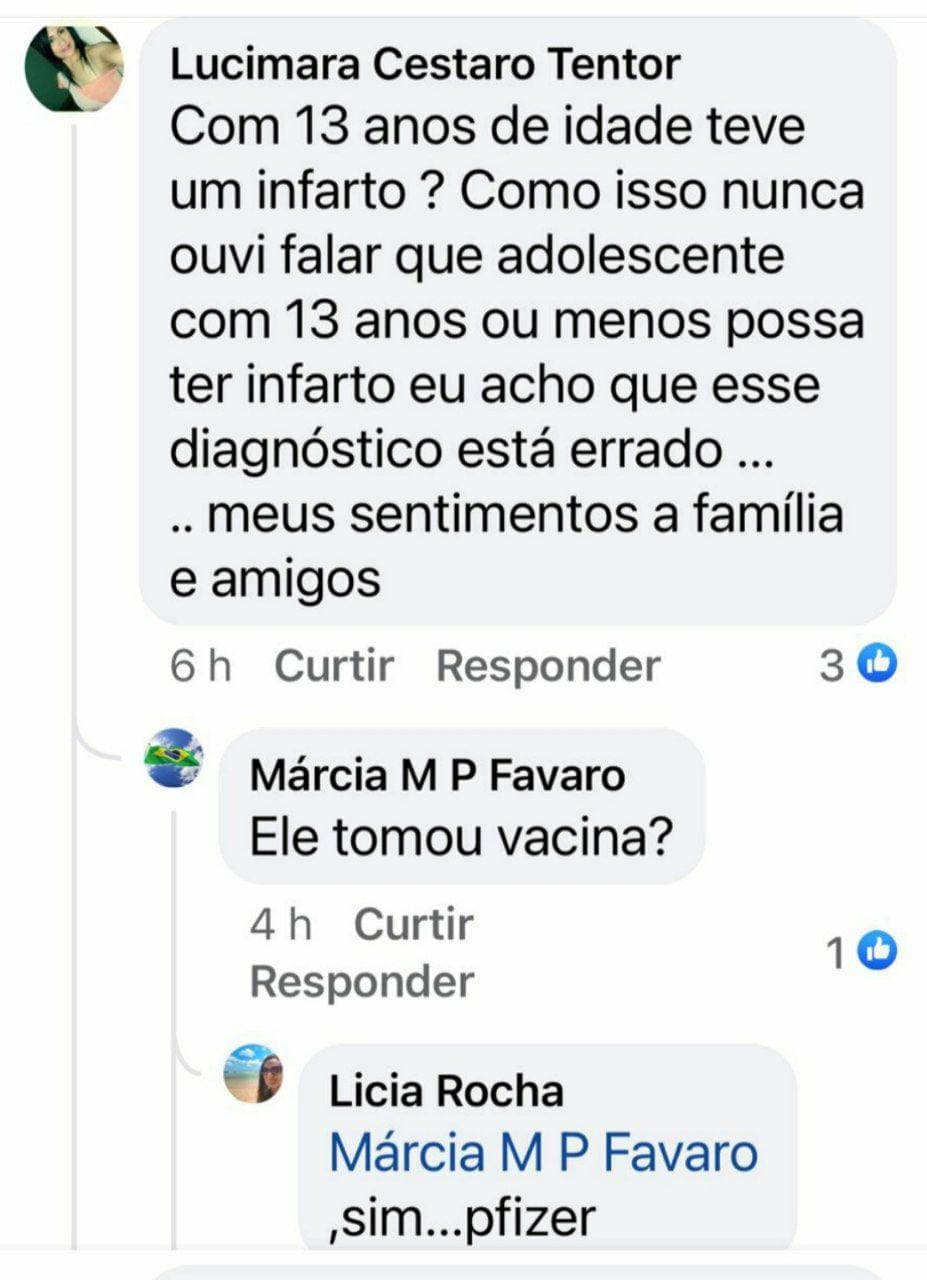 Lucimara Cestaro Tentor
Com 13 anos de idade teve
um infarto ? Como isso nunca
ouvi falar que adolescente
com 13 anos ou menos possa
ter infarto eu acho que esse
diagnóstico está errado ...
.. meus sentimentos a família
e amigos
6 h Curtir Responder 3
Márcia M P Favaro
Ele tomou vacina?
4 h Curtir
Responder 1
Licia Rocha
Márcia M P Favaro
,sim...pfizer